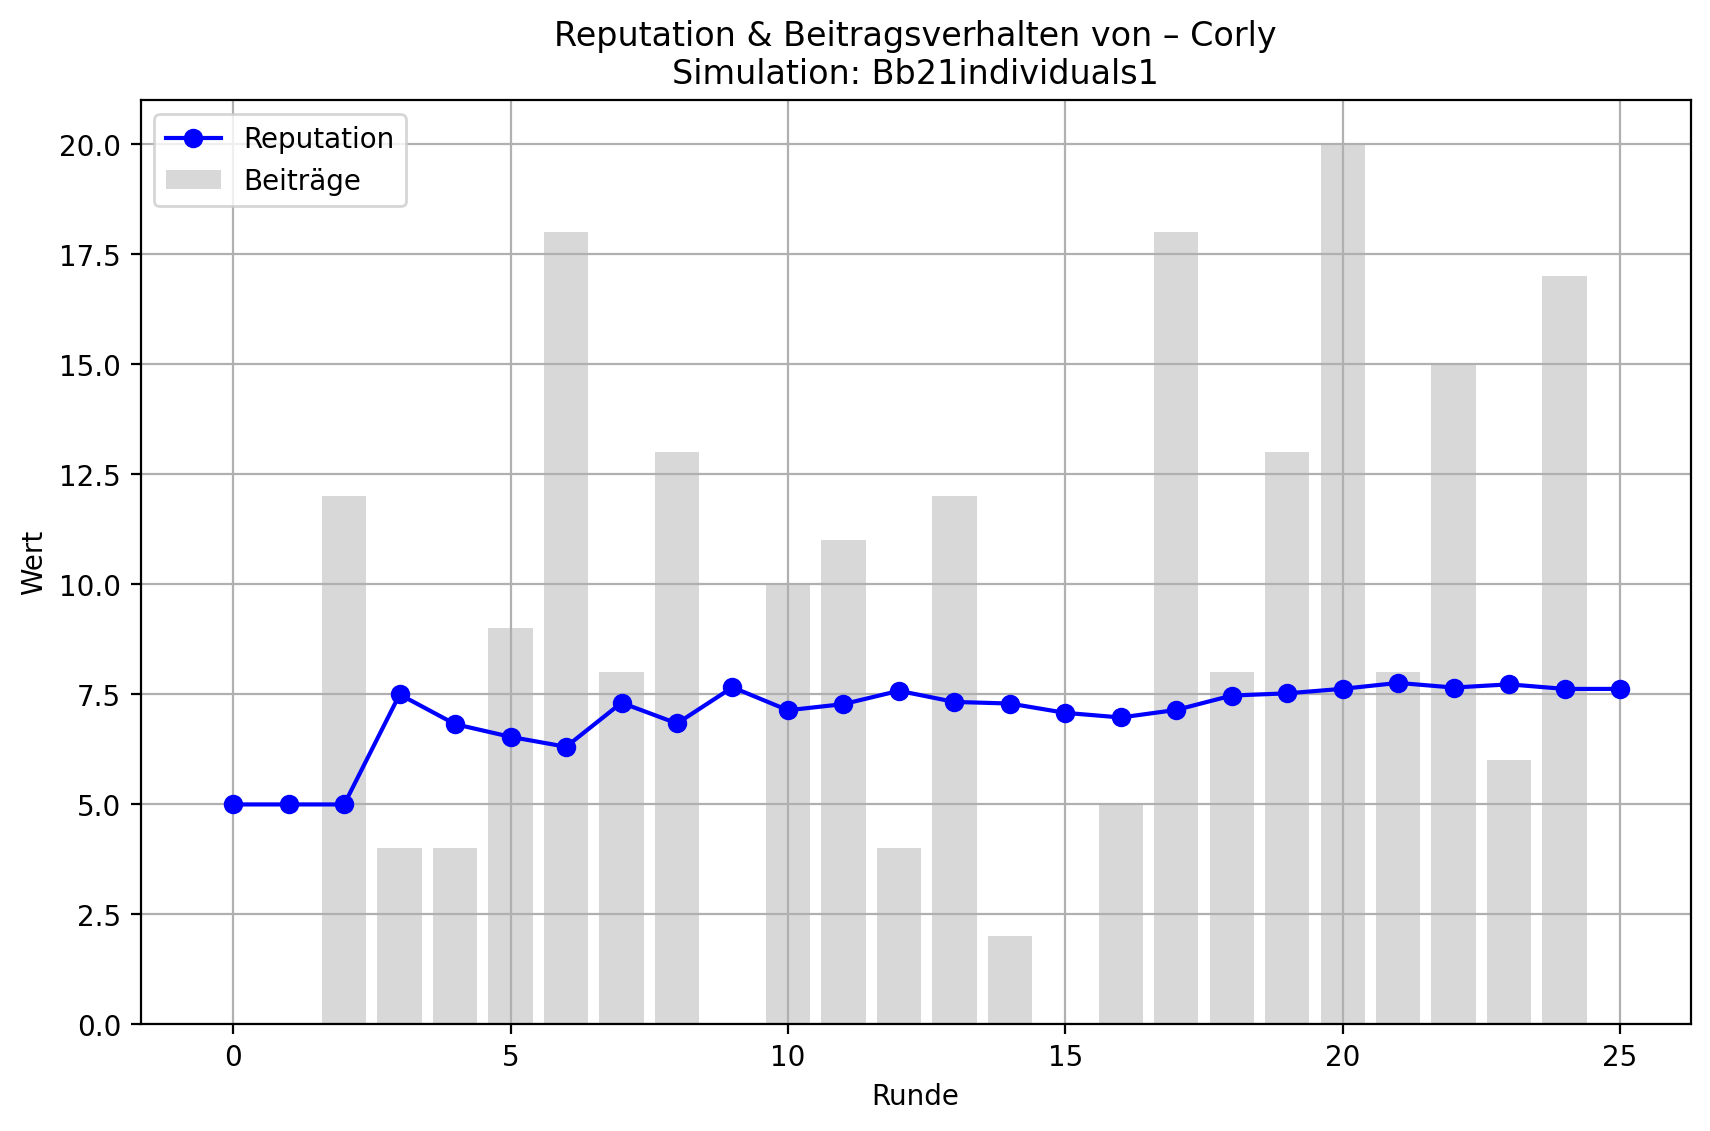 Reputation & Beitragsverhalten von – Corly
Simulation: Bb21individuals1
Reputation
Beiträge
20.0
17.5
15.0
12.5
10.0
7.5
5.0
2.5
0.0
Wert
0 5 10 15 20 25
Runde